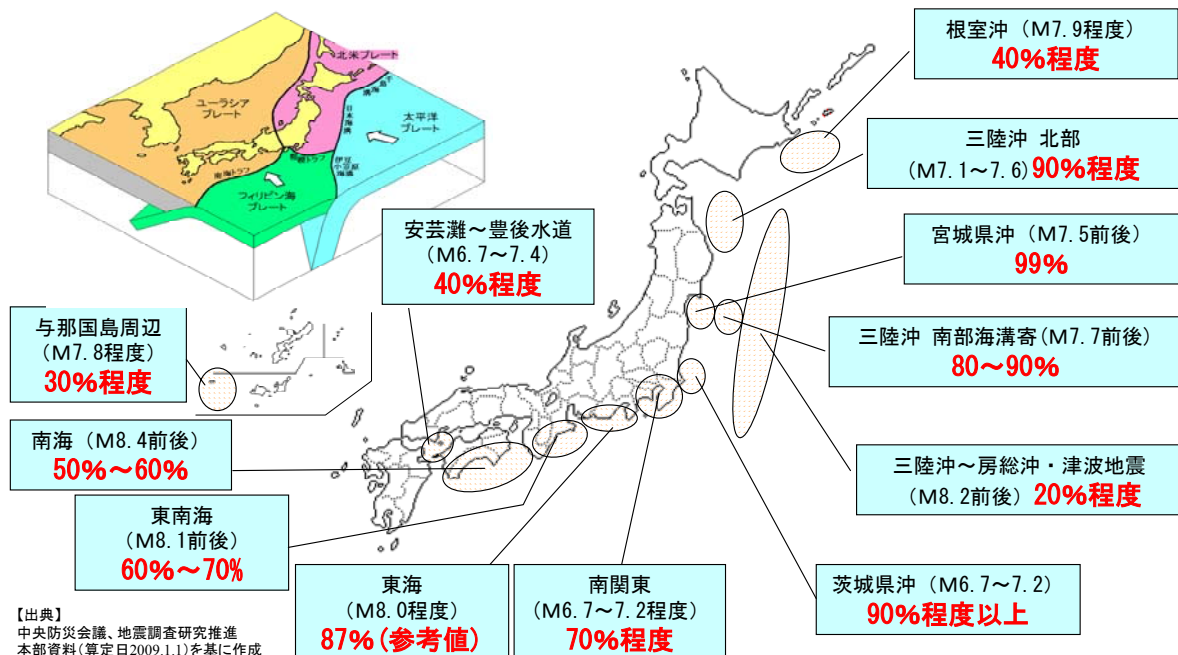 北米プレート
ユーラシア
プレート
太平洋
プレート
日本海溝
南海トラフ
フィリピン海
プレート
根室沖 (M7.9程度)
40%程度
三陸沖 北部
(M7.1~7.6) 90%程度
宮城県沖 (M7.5前後)
99%
三陸沖 南部海溝寄(M7.7前後)
80~90%
三陸沖~房総沖・津波地震
(M8.2前後) 20%程度
茨城県沖 (M6.7~7.2)
90%程度以上
安芸灘~豊後水道
(M6.7~7.4)
40%程度
与那国島周辺
(M7.8程度)
30%程度
南海 (M8.4前後)
50%~60%
東南海
(M8.1前後)
60%~70%
東海
(M8.0程度)
87%(参考値)
南関東
(M6.7~7.2程度)
70%程度
【出典】
中央防災会議、地震調査研究推進
本部資料(算定日2009.1.1)を基に作成